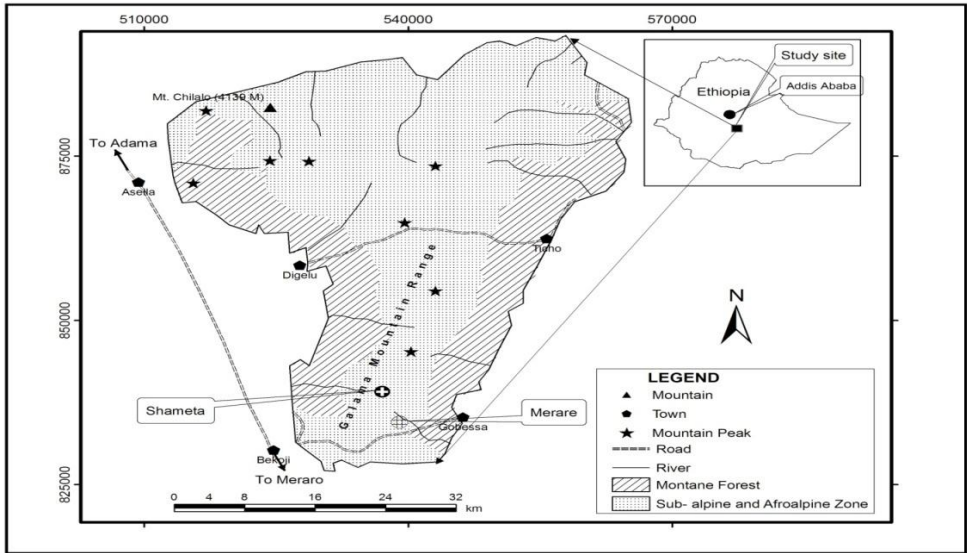 510000
540000
570000
875000
850000
825000
Study site
Ethiopia
Addis Ababa
Mt. Chilalo (4139 M)
To Adama
Asella
Digelu
Ticho
Galama Mountain Range
N
Shameta
Merare
Gobessa
Bekoji
To Meraro
0 4 8 16 24 32
km
LEGEND
Mountain
Town
Mountain Peak
Road
River
Montane Forest
Sub- alpine and Afroalpine Zone